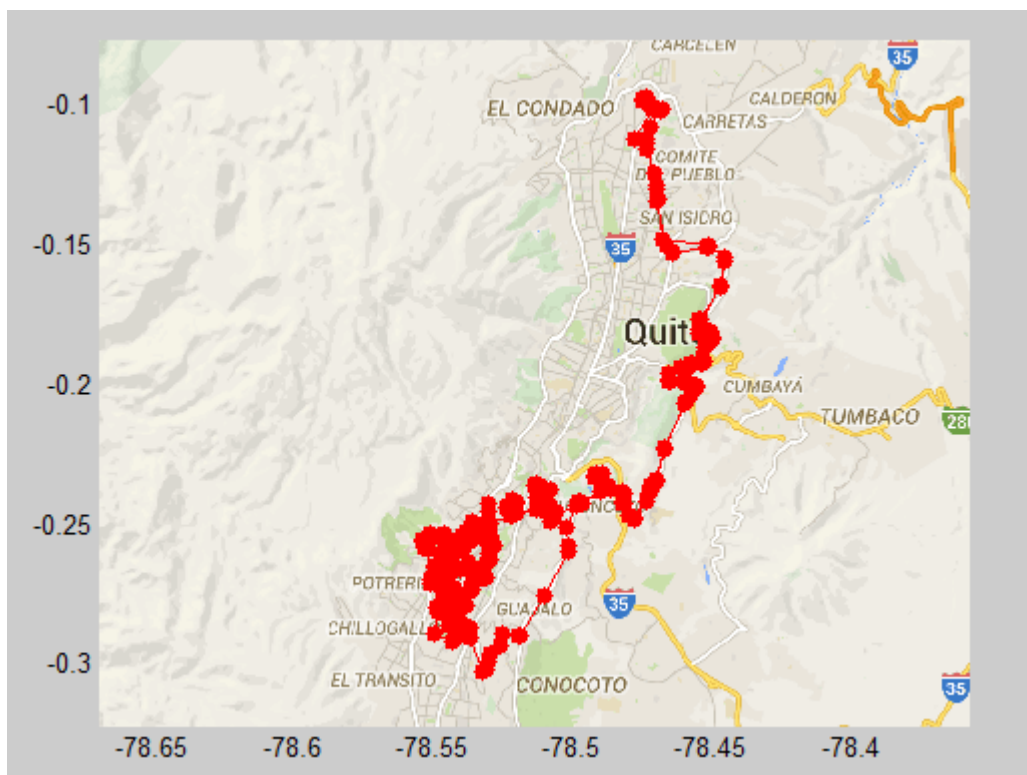 CARCELEN
35
-0.1
EL CONDADO
CALDERON
CARRETAS
COMITE
DEL PUEBLO
SAN ISIDRO
-0.15
35
Quit
-0.2
CUMBAYÁ
TUMBACO
28
-0.25
POTRERI
GUAJALO
35
CHILLOGALL
-0.3
EL TRANSITO
CONOCOTO
35
-78.65
-78.6
-78.55
-78.5
-78.45
-78.4